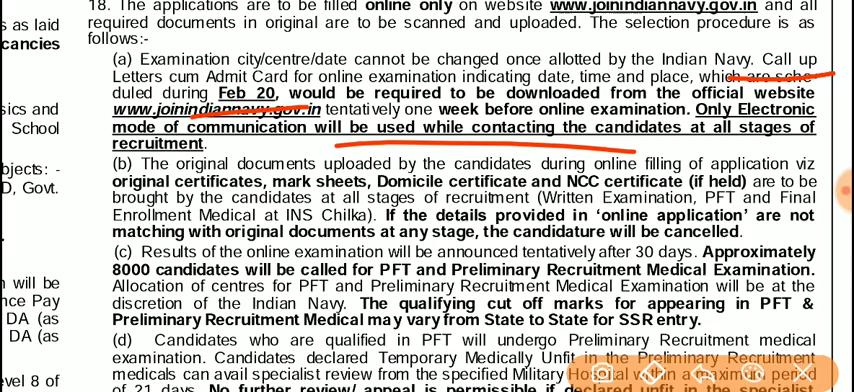 18. The applications are to be filled online only on website www.joinindiannavy.gov.in and all
s as laid required documents in original are to be scanned and uploaded. The selection procedure is as
cancies follows:-
(a) Examination city/centre/date cannot be changed once allotted by the Indian Navy. Call up
Letters cum Admit Card for online examination indicating date, time and place, which are sche-
duled during Feb 20, would be required to be downloaded from the official website
sics and www.joinindiannavy.gov.in tentatively one week before online examination. Only Electronic
School mode of communication will be used while contacting the candidates at all stages of
recruitment.
bjects: - (b) The original documents uploaded by the candidates during online filling of application viz
D, Govt. original certificates, mark sheets, Domicile certificate and NCC certificate (if held) are to be
brought by the candidates at all stages of recruitment (Written Examination, PFT and Final
Enrollment Medical at INS Chilka). If the details provided in ‘online application’ are not
matching with original documents at any stage, the candidature will be cancelled.
(c) Results of the online examination will be announced tentatively after 30 days. Approximately
8000 candidates will be called for PFT and Preliminary Recruitment Medical Examination.
n will be Allocation of centres for PFT and Preliminary Recruitment Medical Examination will be at the
nce Pay discretion of the Indian Navy. The qualifying cut off marks for appearing in PFT &
DA (as Preliminary Recruitment Medical may vary from State to State for SSR entry.
DA (as (d) Candidates who are qualified in PFT will undergo Preliminary Recruitment medical
examination. Candidates declared Temporary Medically Unfit in the Preliminary Recruitment
evel 8 of medicals can avail specialist review from the specified Military Hospital within a maximum period
of 21 days. No further review/ appeal is permissible if declared unfit in the specialist